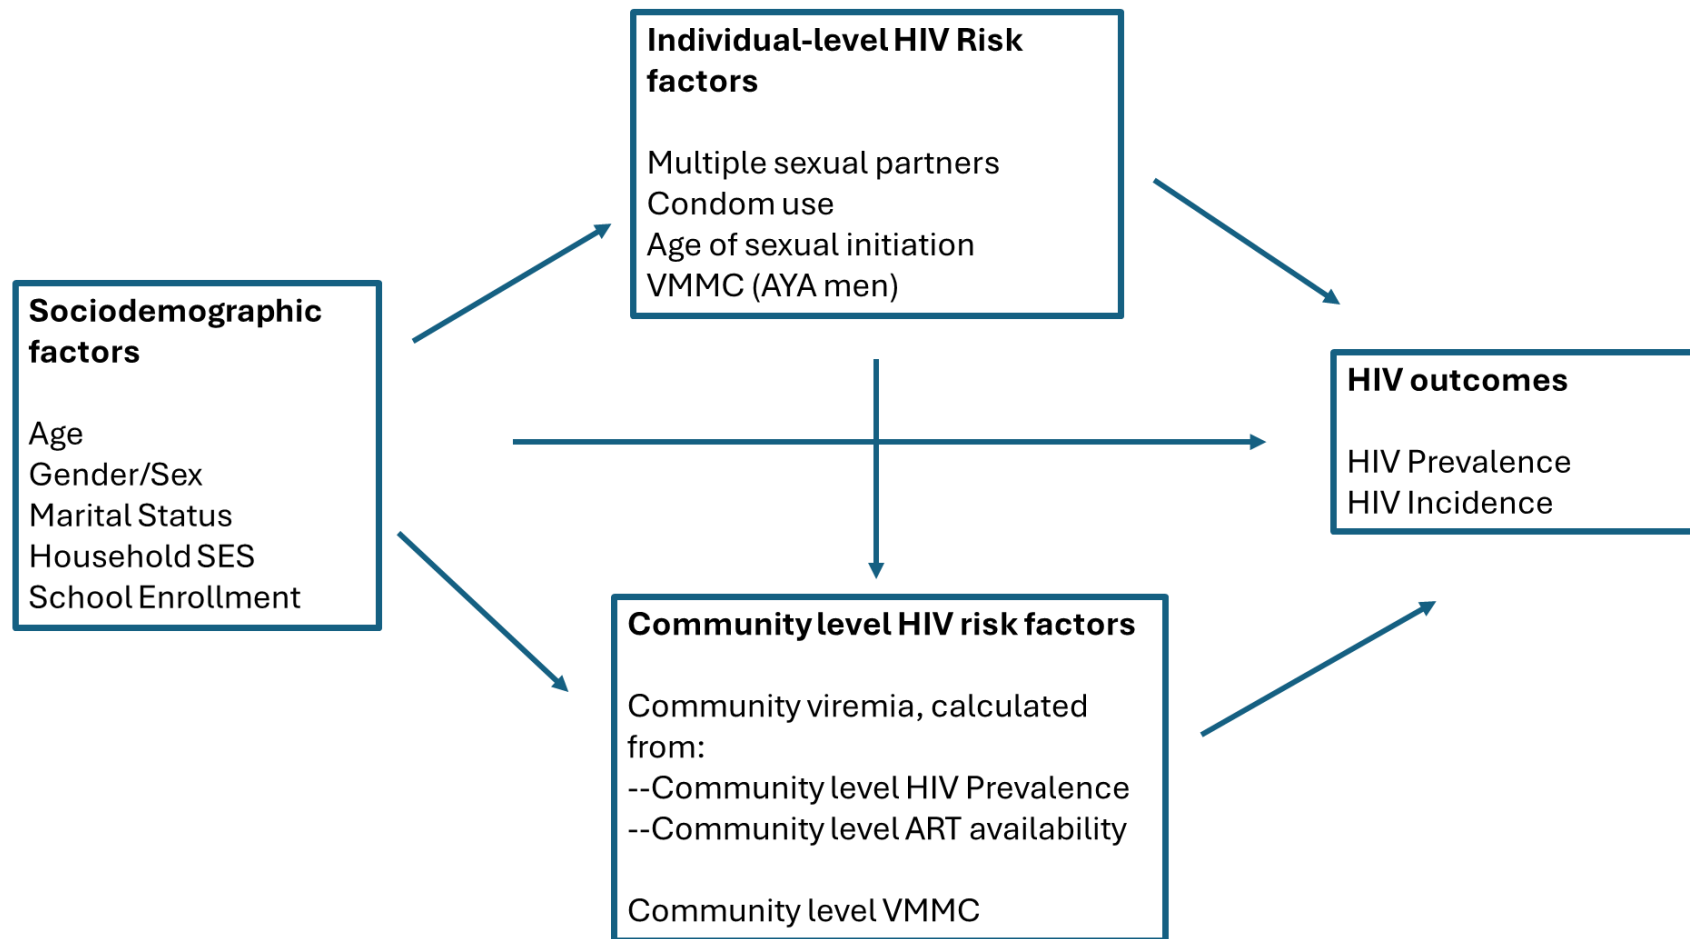 Individual-level HIV Risk
factors
Multiple sexual partners
Condom use
Age of sexual initiation
VMMC (AYA men)
Sociodemographic
factors
Age
Gender/Sex
Marital Status
Household SES
School Enrollment
HIV outcomes
HIV Prevalence
HIV Incidence
Community level HIV risk factors
Community viremia, calculated
from:
--Community level HIV Prevalence
--Community level ART availability
Community level VMMC